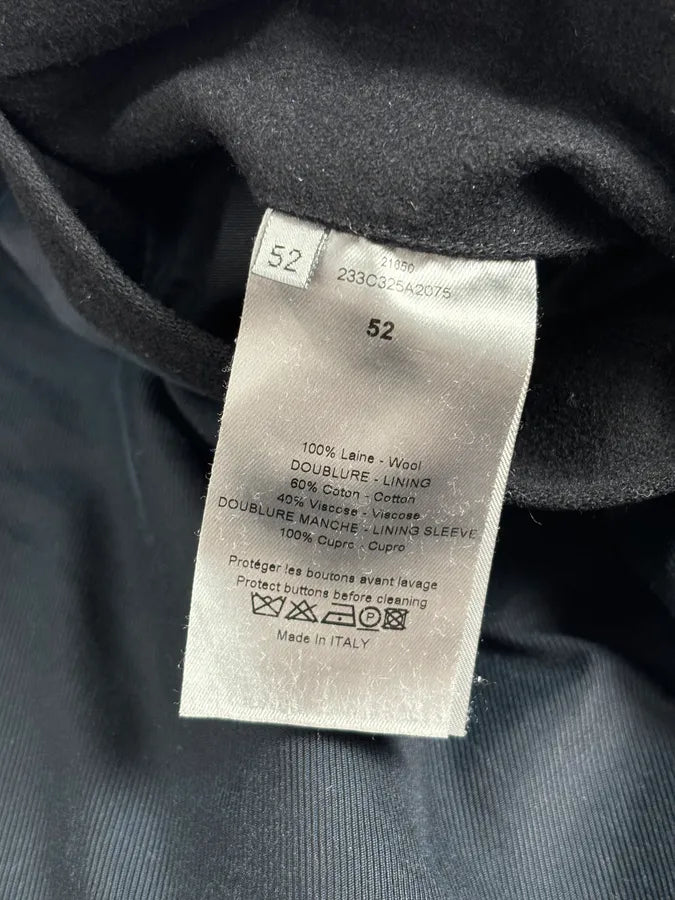 52
21050
233C325A2075
52
100% Laine - Wool
DOUBLURE - LINING
60% Coton - Cotton
40% Viscose - Viscose
DOUBLURE MANCHE - LINING SLEEVE
100% Cupro - Cupro
Protéger les boutons avant lavage
Protect buttons before cleaning
P
Made In ITALY